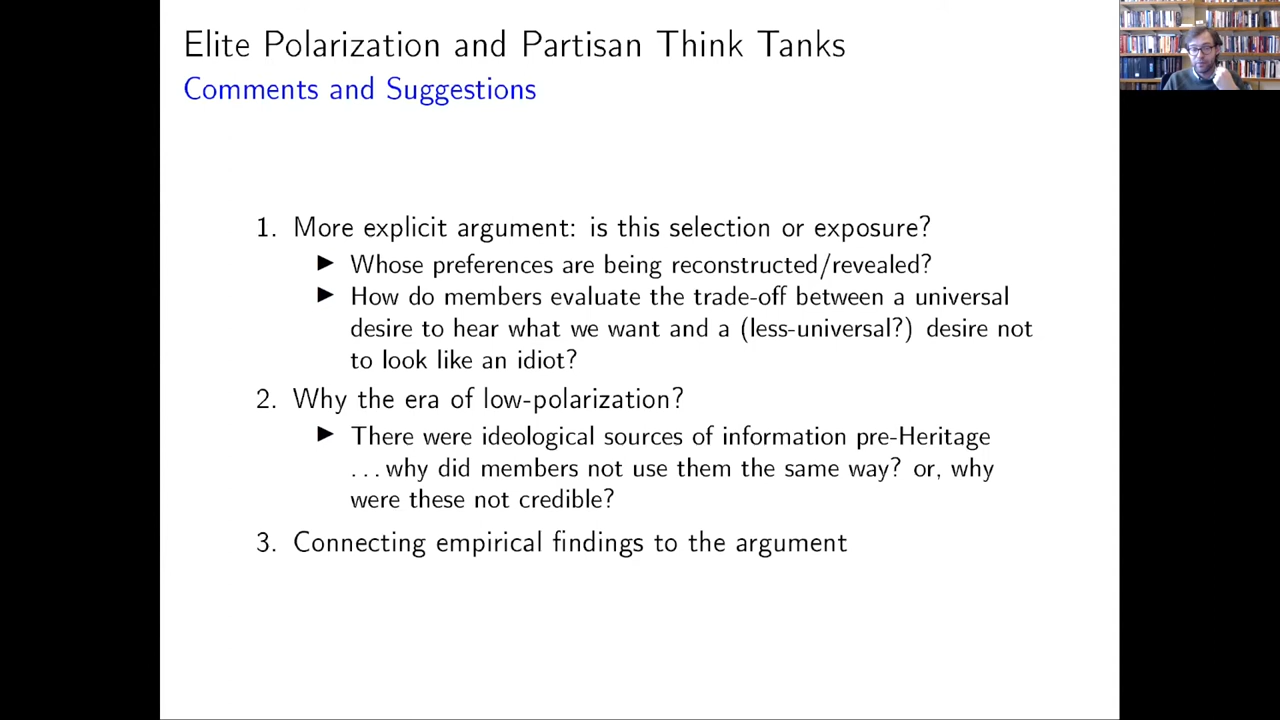 Elite Polarization and Partisan Think Tanks
Comments and Suggestions
1. More explicit argument: is this selection or exposure?
▶ Whose preferences are being reconstructed/revealed?
▶ How do members evaluate the trade-off between a universal
desire to hear what we want and a (less-universal?) desire not
to look like an idiot?
2. Why the era of low-polarization?
▶ There were ideological sources of information pre-Heritage
...why did members not use them the same way? or, why
were these not credible?
3. Connecting empirical findings to the argument